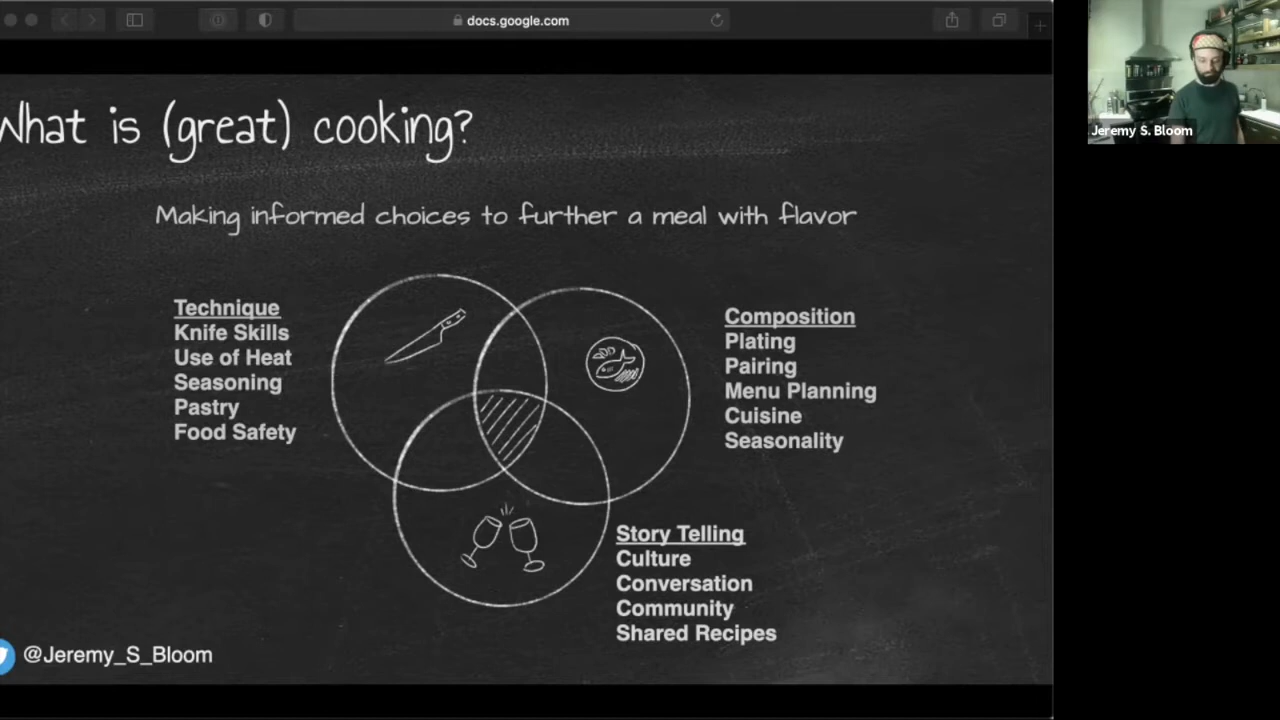 docs.google.com
Jeremy S. Bloom
What is (great) cooking?
Making informed choices to further a meal with flavor
Technique
Knife Skills
Use of Heat
Seasoning
Pastry
Food Safety
Composition
Plating
Pairing
Menu Planning
Cuisine
Seasonality
Story Telling
Culture
Conversation
Community
Shared Recipes
@Jeremy_S_Bloom